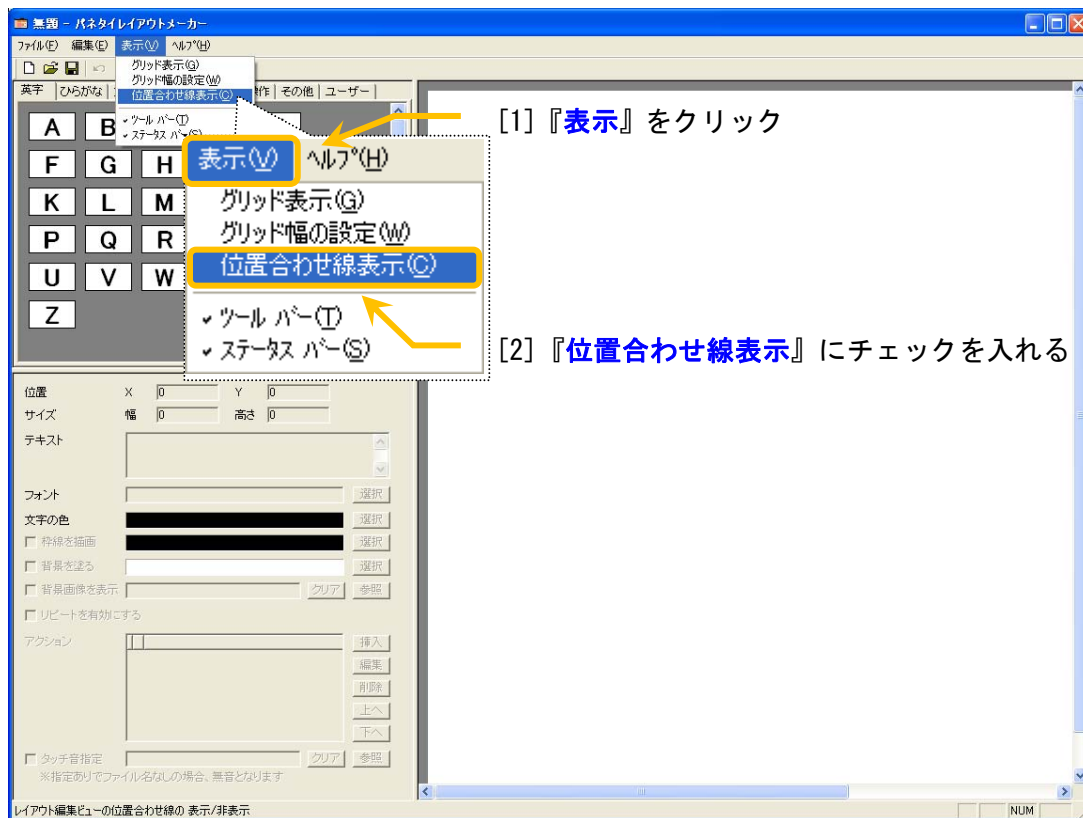 無題 - パネタイレイアウトメーカー
ファイル(F) 編集(E) 表示(V) ヘルプ(H)
グリッド表示(G)
グリッド幅の設定(W)
位置合わせ線表示(C)
ツール バー(T)
ステータス バー(S)
英字 ひらがな 操作 その他 ユーザー
A B
F G H
K L M
P Q R
U V W
Z
表示(V) ヘルプ(H)
グリッド表示(G)
グリッド幅の設定(W)
位置合わせ線表示(C)
ツール バー(T)
ステータス バー(S)
[1]『表示』をクリック
[2]『位置合わせ線表示』にチェックを入れる
位置 X 0 Y 0
サイズ 幅 0 高さ 0
テキスト
フォント 選択
文字の色 選択
枠線を描画 選択
背景を塗る 選択
背景画像を表示 クリア 参照
リピートを有効にする
アクション 挿入
編集
削除
上へ
下へ
タッチ音指定 クリア 参照
※指定ありでファイル名なしの場合、無音となります
レイアウト編集ビューの位置合わせ線の 表示/非表示 NUM